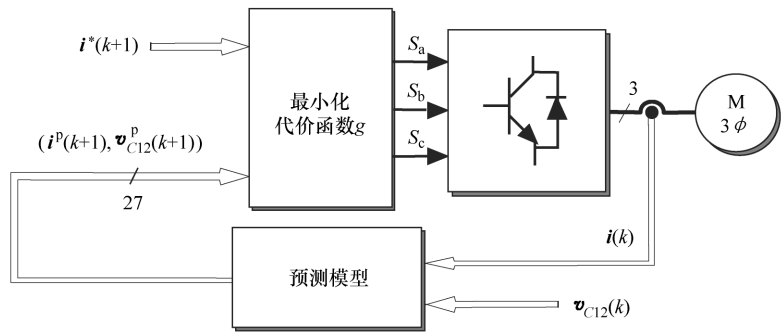 i*(k+1)
最小化
代价函数g
Sa
Sb
Sc
3
M
3ϕ
(iᵖ(k+1), vᵖC12(k+1))
27
i(k)
预测模型
vC12(k)